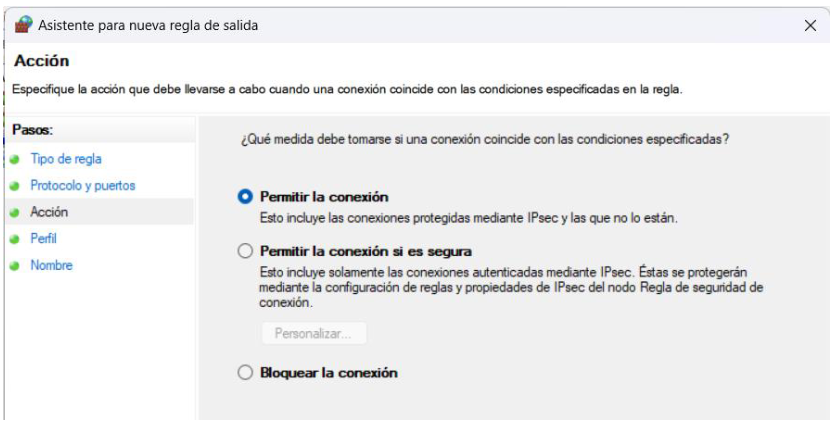 Asistente para nueva regla de salida
Acción
Especifique la acción que debe llevarse a cabo cuando una conexión coincide con las condiciones especificadas en la regla.
Pasos:
Tipo de regla
Protocolo y puertos
Acción
Perfil
Nombre
¿Qué medida debe tomarse si una conexión coincide con las condiciones especificadas?
Permitir la conexión
Esto incluye las conexiones protegidas mediante IPsec y las que no lo están.
Permitir la conexión si es segura
Esto incluye solamente las conexiones autenticadas mediante IPsec. Éstas se protegerán
mediante la configuración de reglas y propiedades de IPsec del nodo Regla de seguridad de
conexión.
Personalizar...
Bloquear la conexión